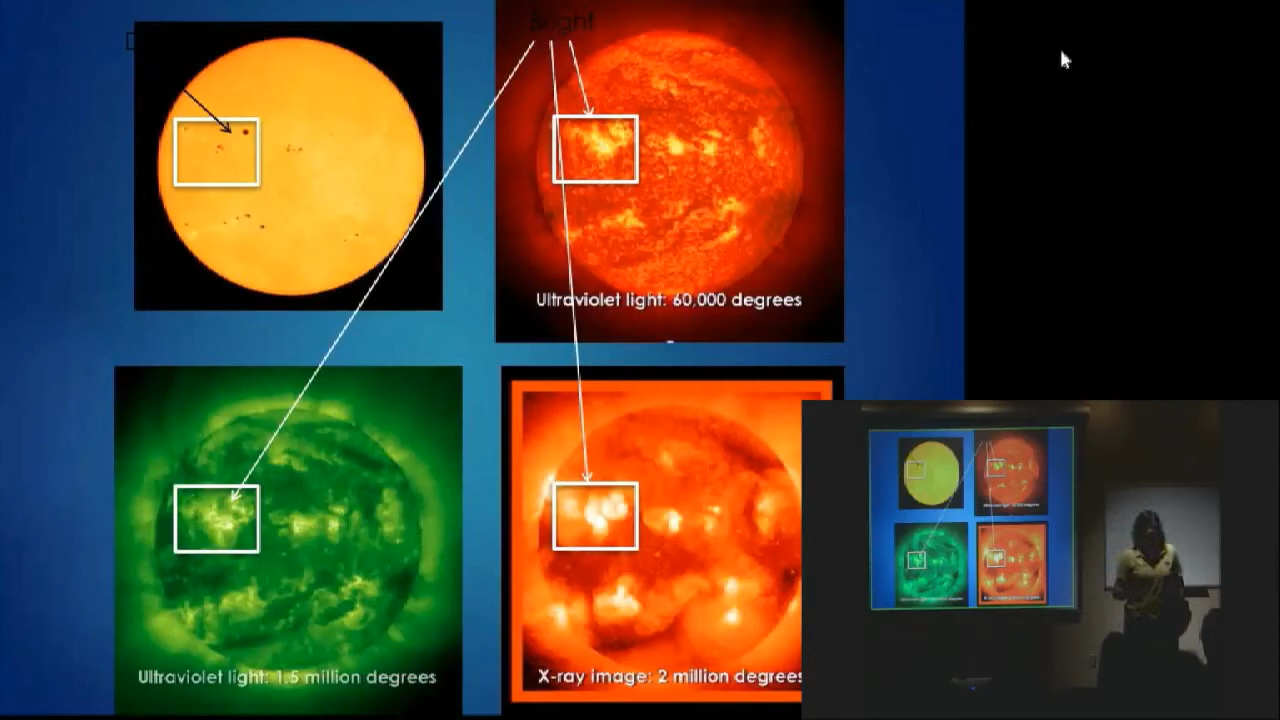 Bright
Ultraviolet light: 60,000 degrees
Ultraviolet light: 1.5 million degrees
X-ray image: 2 million degrees